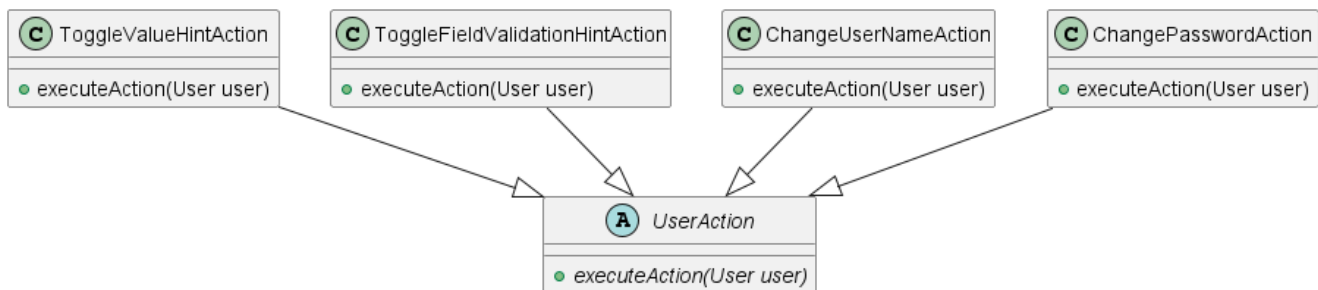 C ToggleValueHintAction
executeAction(User user)
C ToggleFieldValidationHintAction
executeAction(User user)
C ChangeUserNameAction
executeAction(User user)
C ChangePasswordAction
executeAction(User user)
A UserAction
executeAction(User user)